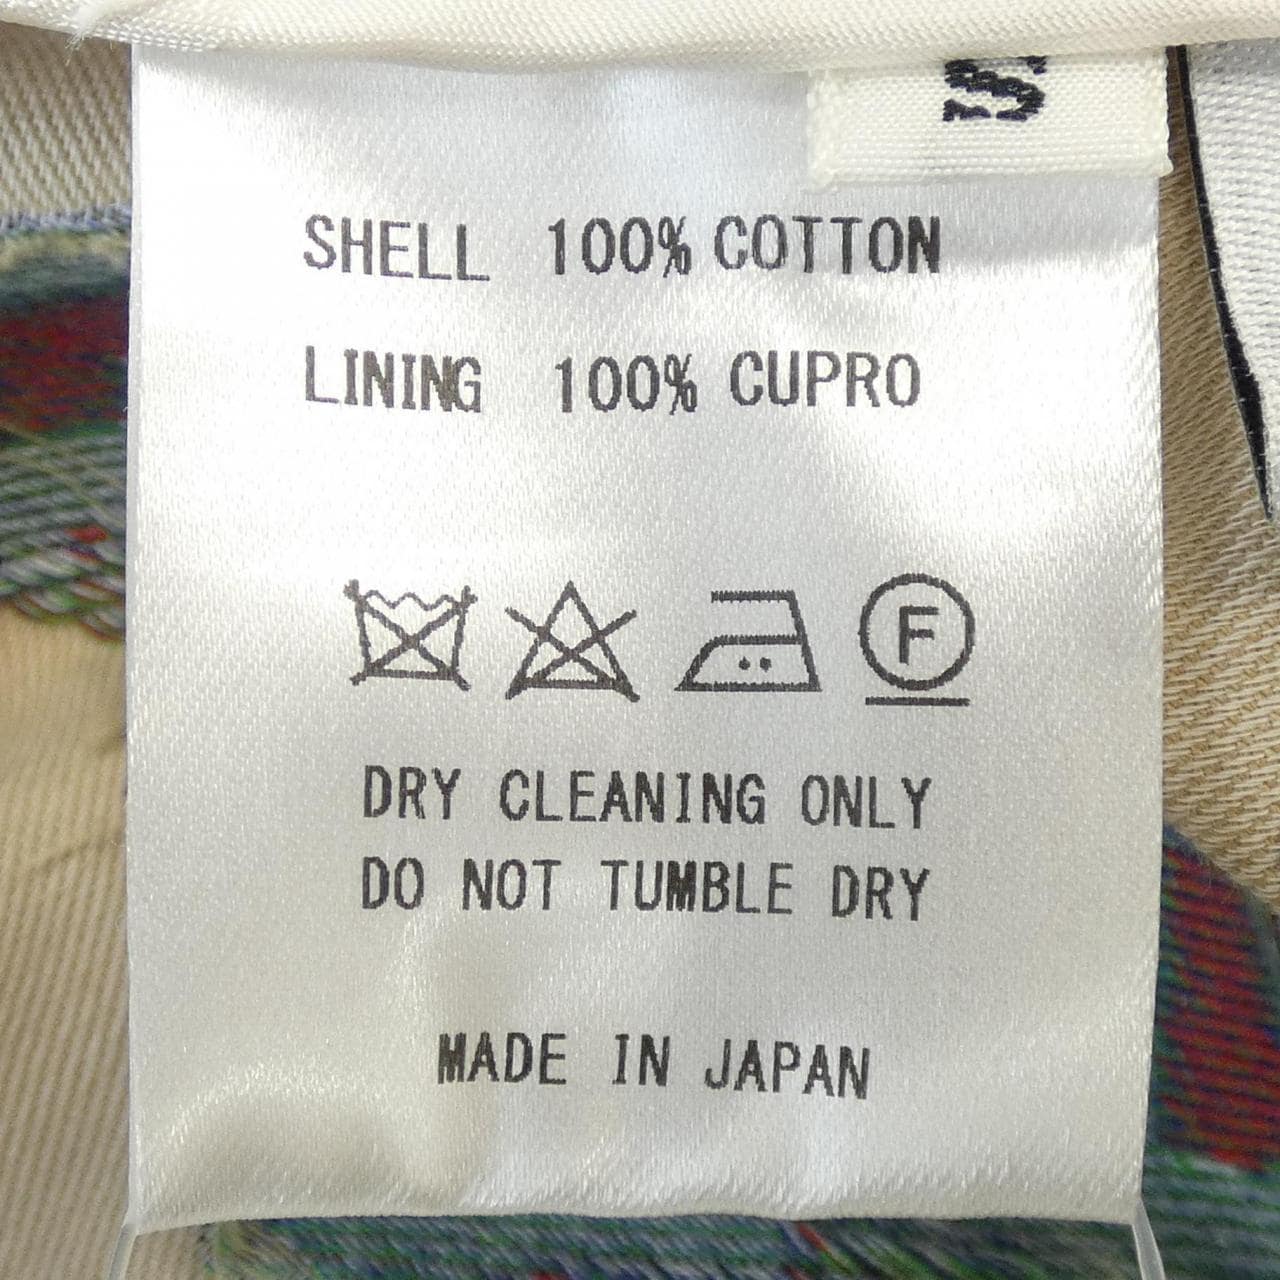 S
SHELL 100% COTTON
LINING 100% CUPRO
F
DRY CLEANING ONLY
DO NOT TUMBLE DRY
MADE IN JAPAN